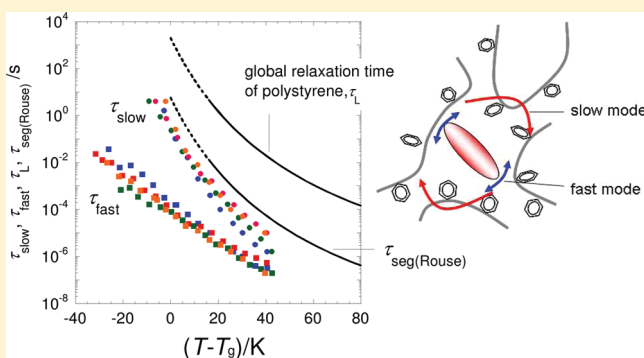 τslow, τfast, τL, τseg(Rouse)/s
10^6
10^4
10^2
10^0
10^-2
10^-4
10^-6
10^-8
-40 -20 0 20 40 60 80
(T-Tg)/K
τslow
τfast
global relaxation time
of polystyrene,τL
τseg(Rouse)
slow mode
fast mode